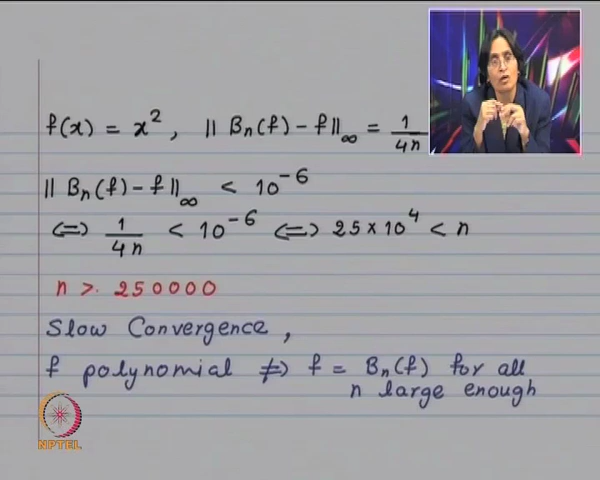 f(x) = x², || Bn(f) - f ||∞ = 1/4n
|| Bn(f) - f ||∞ < 10⁻⁶
<=> 1/4n < 10⁻⁶ <=> 25 × 10⁴ < n
n > 250000
Slow Convergence,
f polynomial ≠> f = Bn(f) for all
n large enough
NPTEL